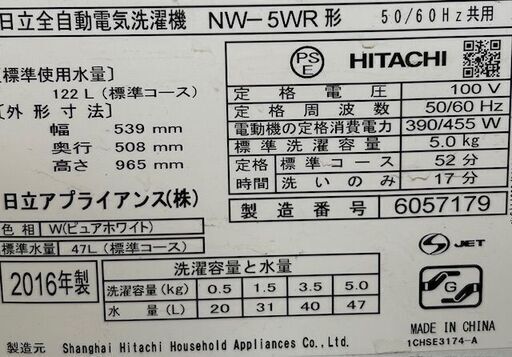 日立全自動電気洗濯機 NW-5WR形 50/60Hz共用
[標準使用水量]
122L(標準コース)
[外形寸法]
幅 539 mm
奥行 508 mm
高さ 965 mm
日立アプライアンス(株)
色相 W(ピュアホワイト)
標準水量 47L(標準コース)
PSE
HITACHI
定格電圧 100 V
定格周波数 50/60 Hz
電動機の定格消費電力 390/455 W
標準洗濯容量 5.0 kg
定格時間 標準コース 52 分
洗いのみ 17 分
製造番号 6057179
2016年製
洗濯容量と水量
洗濯容量(kg) 0.5 1.5 3.5 5.0
水量(L) 20 31 40 47
S JET
G
MADE IN CHINA
製造元 Shanghai Hitachi Household Appliances Co., Ltd.
1CHSE3174-A